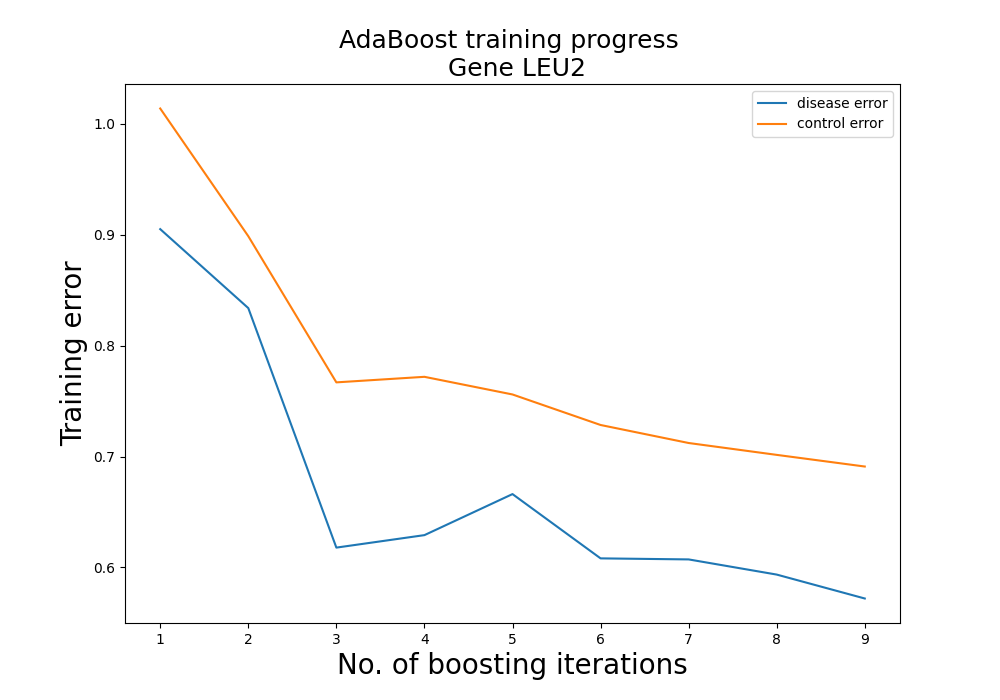 AdaBoost training progress
Gene LEU2
disease error
control error
Training error
1.0
0.9
0.8
0.7
0.6
1 2 3 4 5 6 7 8 9
No. of boosting iterations